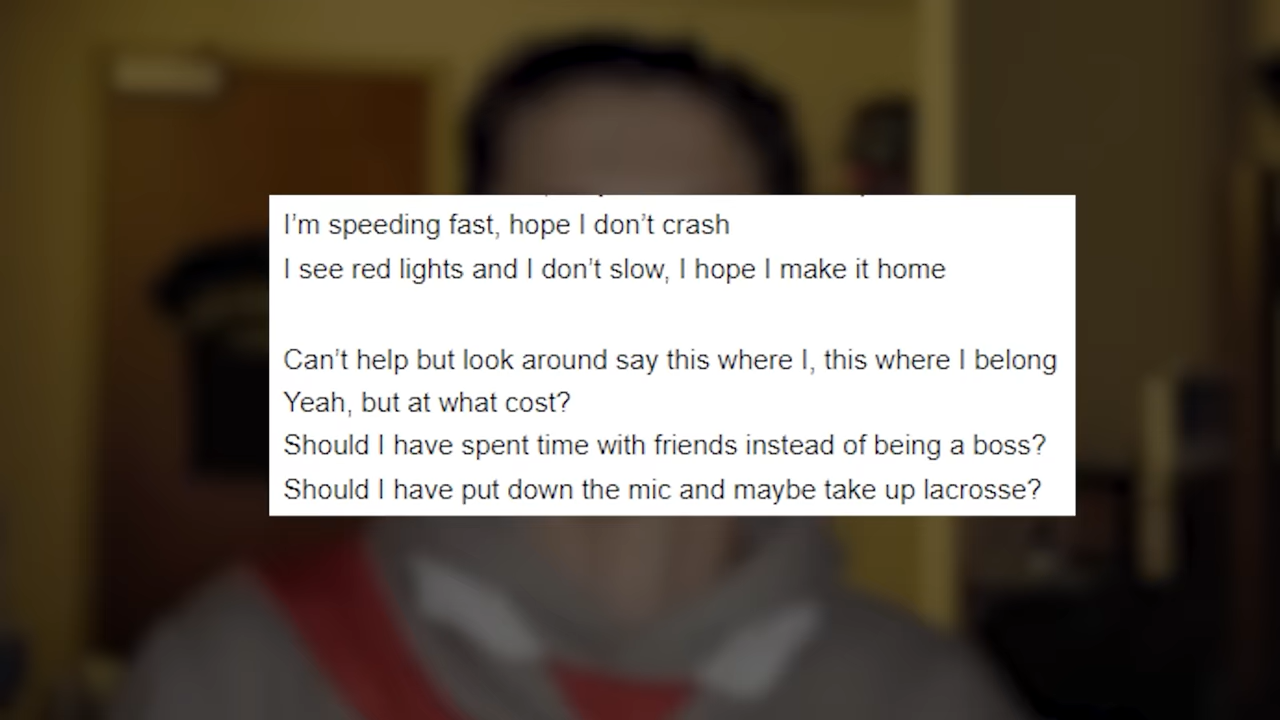 I'm speeding fast, hope I don't crash
I see red lights and I don't slow, I hope I make it home
Can't help but look around say this where I, this where I belong
Yeah, but at what cost?
Should I have spent time with friends instead of being a boss?
Should I have put down the mic and maybe take up lacrosse?